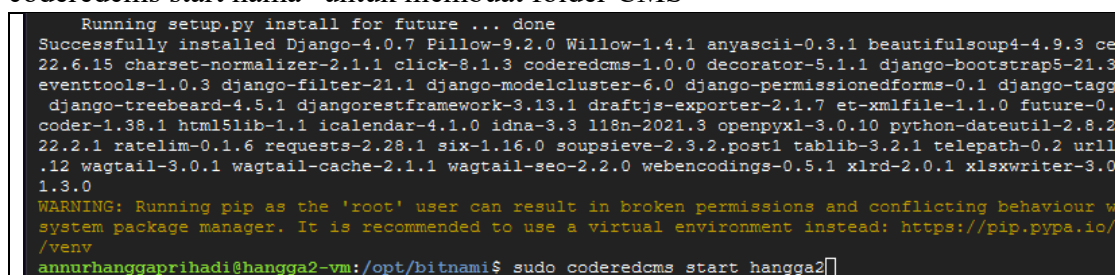 Running setup.py install for future ... done
Successfully installed Django-4.0.7 Pillow-9.2.0 Willow-1.4.1 anyascii-0.3.1 beautifulsoup4-4.9.3 ce
22.6.15 charset-normalizer-2.1.1 click-8.1.3 coderedcms-1.0.0 decorator-5.1.1 django-bootstrap5-21.3
eventtools-1.0.3 django-filter-21.1 django-modelcluster-6.0 django-permissionedforms-0.1 django-tagg
django-treebeard-4.5.1 djangorestframework-3.13.1 draftjs-exporter-2.1.7 et-xmlfile-1.1.0 future-0.
coder-1.38.1 html5lib-1.1 icalendar-4.1.0 idna-3.3 l18n-2021.3 openpyxl-3.0.10 python-dateutil-2.8.2
22.2.1 ratelim-0.1.6 requests-2.28.1 six-1.16.0 soupsieve-2.3.2.post1 tablib-3.2.1 telepath-0.2 urll
.12 wagtail-3.0.1 wagtail-cache-2.1.1 wagtail-seo-2.2.0 webencodings-0.5.1 xlrd-2.0.1 xlsxwriter-3.0
1.3.0
WARNING: Running pip as the 'root' user can result in broken permissions and conflicting behaviour w
system package manager. It is recommended to use a virtual environment instead: https://pip.pypa.io/
/venv
annurhanggaprihadi@hangga2-vm:/opt/bitnami$ sudo coderedcms start hangga2